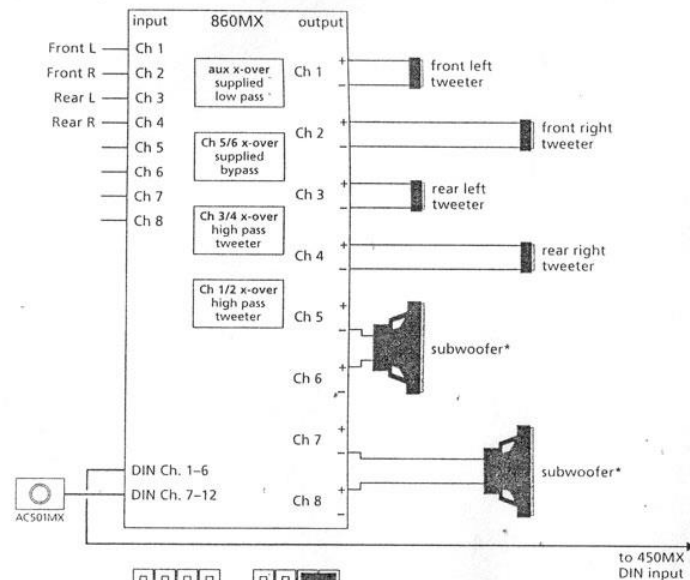 input 860MX output
Front L Ch 1
Front R Ch 2
Rear L Ch 3
Rear R Ch 4
Ch 5
Ch 6
Ch 7
Ch 8
aux x-over
supplied
low pass
Ch 5/6 x-over
supplied
bypass
Ch 3/4 x-over
high pass
tweeter
Ch 1/2 x-over
high pass
tweeter
Ch 1 + − front left
tweeter
Ch 2 + − front right
tweeter
Ch 3 + − rear left
tweeter
Ch 4 + − rear right
tweeter
Ch 5 + −
subwoofer*
Ch 6 + −
Ch 7 + −
subwoofer*
Ch 8 + −
DIN Ch. 1–6
DIN Ch. 7–12
AC501MX
to 450MX
DIN input